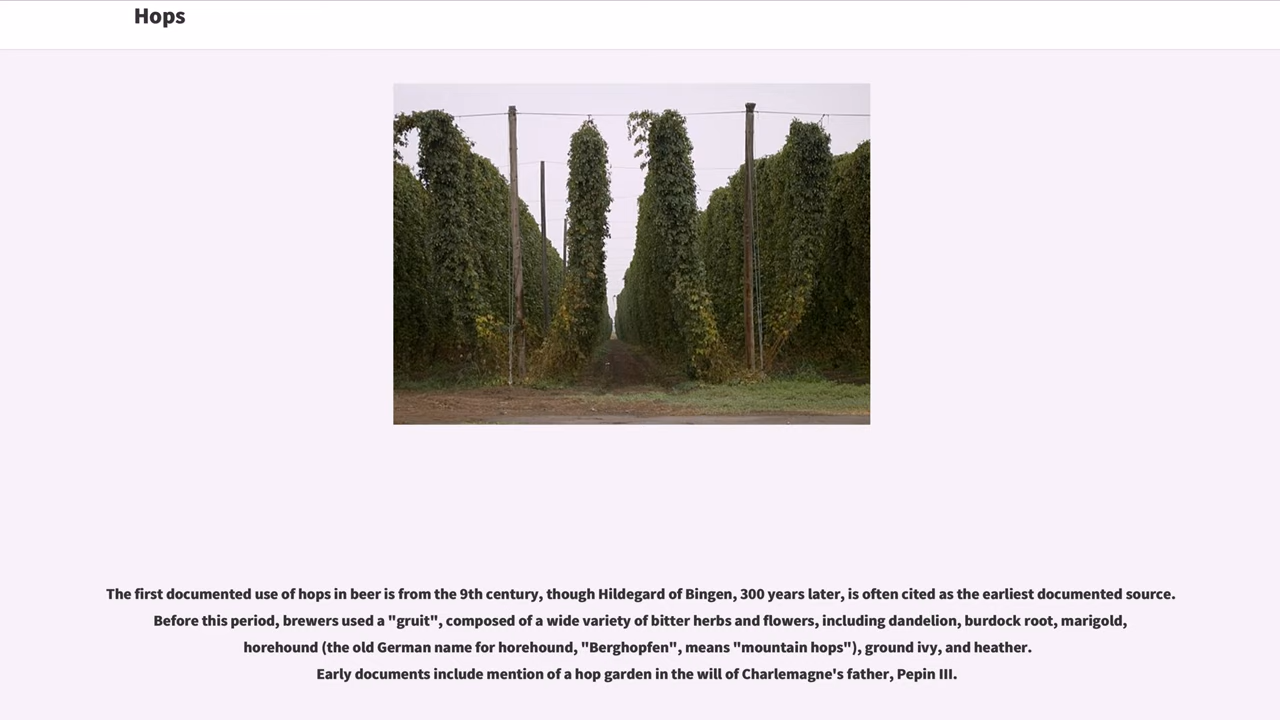 Hops
The first documented use of hops in beer is from the 9th century, though Hildegard of Bingen, 300 years later, is often cited as the earliest documented source.
Before this period, brewers used a "gruit", composed of a wide variety of bitter herbs and flowers, including dandelion, burdock root, marigold,
horehound (the old German name for horehound, "Berghopfen", means "mountain hops"), ground ivy, and heather.
Early documents include mention of a hop garden in the will of Charlemagne's father, Pepin III.